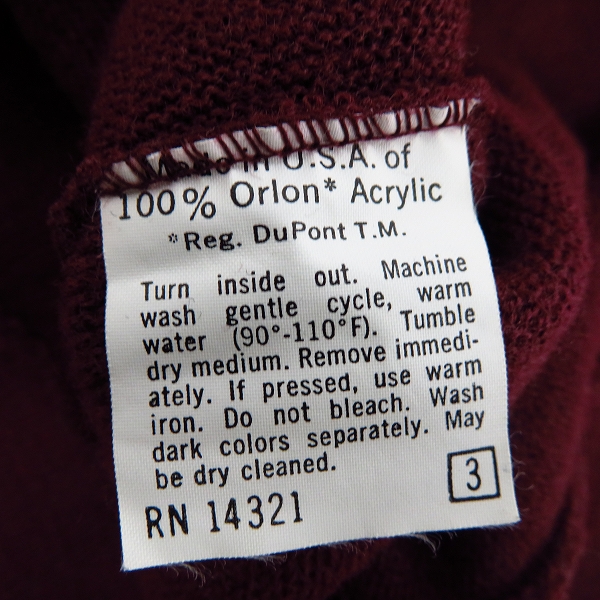 Made in U.S.A. of
100% Orlon* Acrylic
*Reg. DuPont T.M.
Turn inside out. Machine
wash gentle cycle, warm
water (90°-110°F). Tumble
dry medium. Remove immedi-
ately. If pressed, use warm
iron. Do not bleach. Wash
dark colors separately. May
be dry cleaned.
RN 14321
3